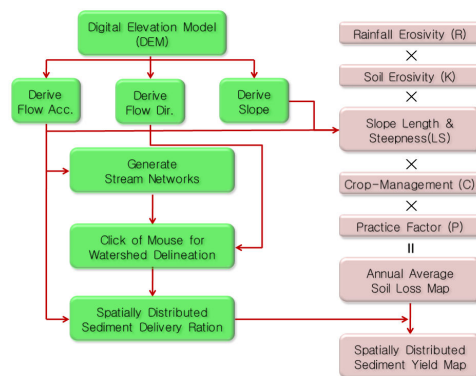 Digital Elevation Model
(DEM)
Derive
Flow Acc.
Derive
Flow Dir.
Derive
Slope
Generate
Stream Networks
Click of Mouse for
Watershed Delineation
Spatially Distributed
Sediment Delivery Ration
Rainfall Erosivity (R)
×
Soil Erosivity (K)
×
Slope Length &
Steepness(LS)
×
Crop-Management (C)
×
Practice Factor (P)
=
Annual Average
Soil Loss Map
Spatially Distributed
Sediment Yield Map